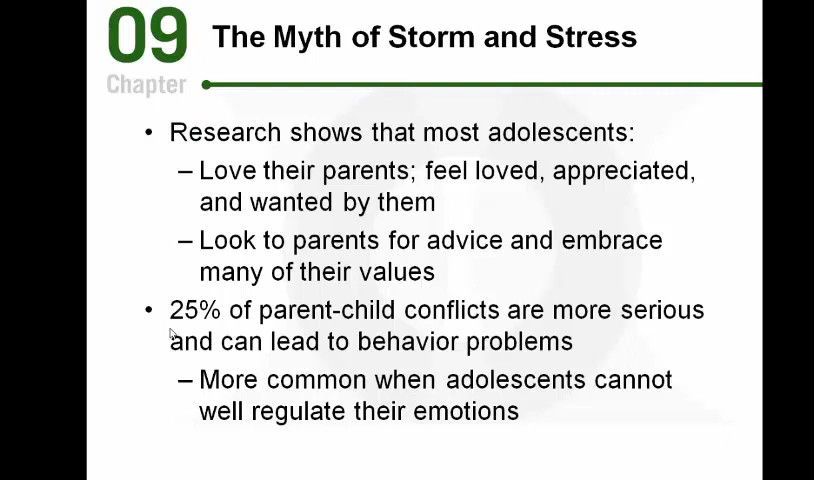 09
Chapter
The Myth of Storm and Stress
• Research shows that most adolescents:
– Love their parents; feel loved, appreciated,
and wanted by them
– Look to parents for advice and embrace
many of their values
• 25% of parent-child conflicts are more serious
and can lead to behavior problems
– More common when adolescents cannot
well regulate their emotions